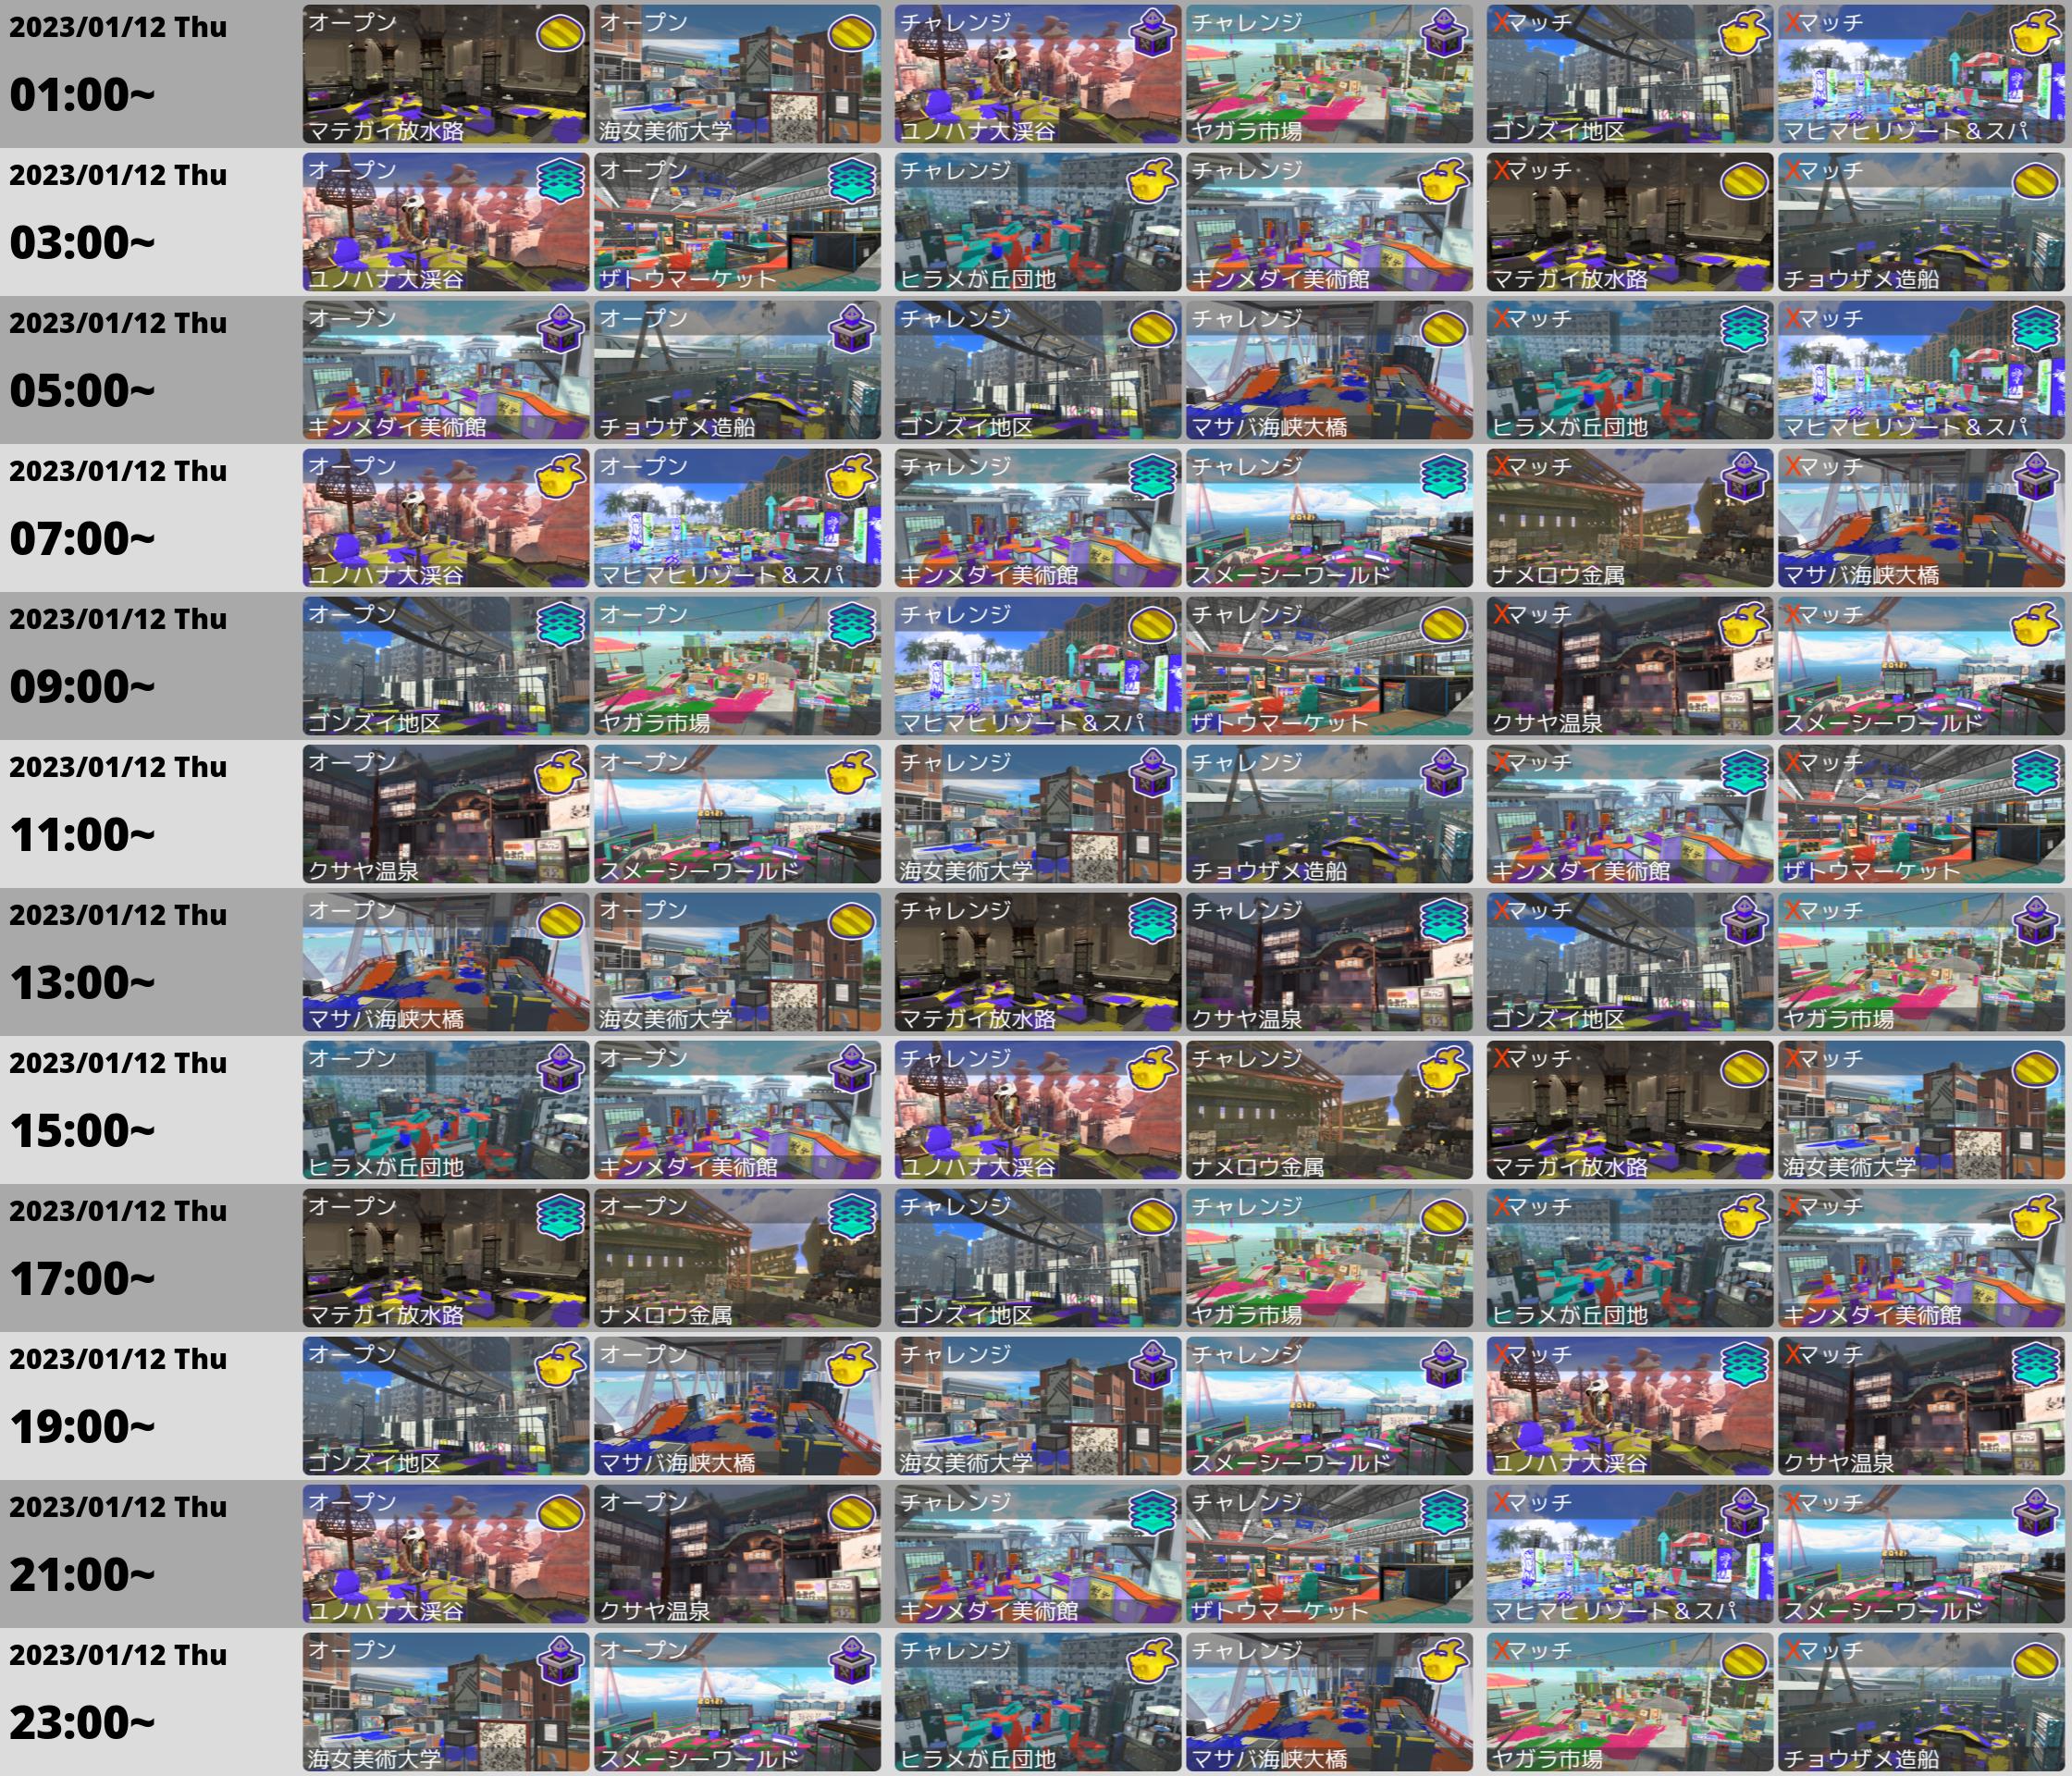 2023/01/12 Thu
01:00~
オープン
マテガイ放水路
オープン
海女美術大学
チャレンジ
ユノハナ大渓谷
チャレンジ
ヤガラ市場
Xマッチ
ゴンズイ地区
Xマッチ
マヒマヒリゾート＆スパ
2023/01/12 Thu
03:00~
オープン
ユノハナ大渓谷
オープン
ザトウマーケット
チャレンジ
ヒラメが丘団地
チャレンジ
キンメダイ美術館
Xマッチ
マテガイ放水路
Xマッチ
チョウザメ造船
2023/01/12 Thu
05:00~
オープン
キンメダイ美術館
オープン
チョウザメ造船
チャレンジ
ゴンズイ地区
チャレンジ
マサバ海峡大橋
Xマッチ
ヒラメが丘団地
Xマッチ
マヒマヒリゾート＆スパ
2023/01/12 Thu
07:00~
オープン
ユノハナ大渓谷
オープン
マヒマヒリゾート＆スパ
チャレンジ
キンメダイ美術館
チャレンジ
スメーシーワールド
Xマッチ
ナメロウ金属
Xマッチ
マサバ海峡大橋
2023/01/12 Thu
09:00~
オープン
ゴンズイ地区
オープン
ヤガラ市場
チャレンジ
マヒマヒリゾート＆スパ
チャレンジ
ザトウマーケット
Xマッチ
クサヤ温泉
Xマッチ
スメーシーワールド
2023/01/12 Thu
11:00~
オープン
クサヤ温泉
オープン
スメーシーワールド
チャレンジ
海女美術大学
チャレンジ
チョウザメ造船
Xマッチ
キンメダイ美術館
Xマッチ
ザトウマーケット
2023/01/12 Thu
13:00~
オープン
マサバ海峡大橋
オープン
海女美術大学
チャレンジ
マテガイ放水路
チャレンジ
クサヤ温泉
Xマッチ
ゴンズイ地区
Xマッチ
ヤガラ市場
2023/01/12 Thu
15:00~
オープン
ヒラメが丘団地
オープン
キンメダイ美術館
チャレンジ
ユノハナ大渓谷
チャレンジ
ナメロウ金属
Xマッチ
マテガイ放水路
Xマッチ
海女美術大学
2023/01/12 Thu
17:00~
オープン
マテガイ放水路
オープン
ナメロウ金属
チャレンジ
ゴンズイ地区
チャレンジ
ヤガラ市場
Xマッチ
ヒラメが丘団地
Xマッチ
キンメダイ美術館
2023/01/12 Thu
19:00~
オープン
ゴンズイ地区
オープン
マサバ海峡大橋
チャレンジ
海女美術大学
チャレンジ
スメーシーワールド
Xマッチ
ユノハナ大渓谷
Xマッチ
クサヤ温泉
2023/01/12 Thu
21:00~
オープン
ユノハナ大渓谷
オープン
クサヤ温泉
チャレンジ
キンメダイ美術館
チャレンジ
ザトウマーケット
Xマッチ
マヒマヒリゾート＆スパ
Xマッチ
スメーシーワールド
2023/01/12 Thu
23:00~
オープン
海女美術大学
オープン
スメーシーワールド
チャレンジ
ヒラメが丘団地
チャレンジ
マサバ海峡大橋
Xマッチ
ヤガラ市場
Xマッチ
チョウザメ造船